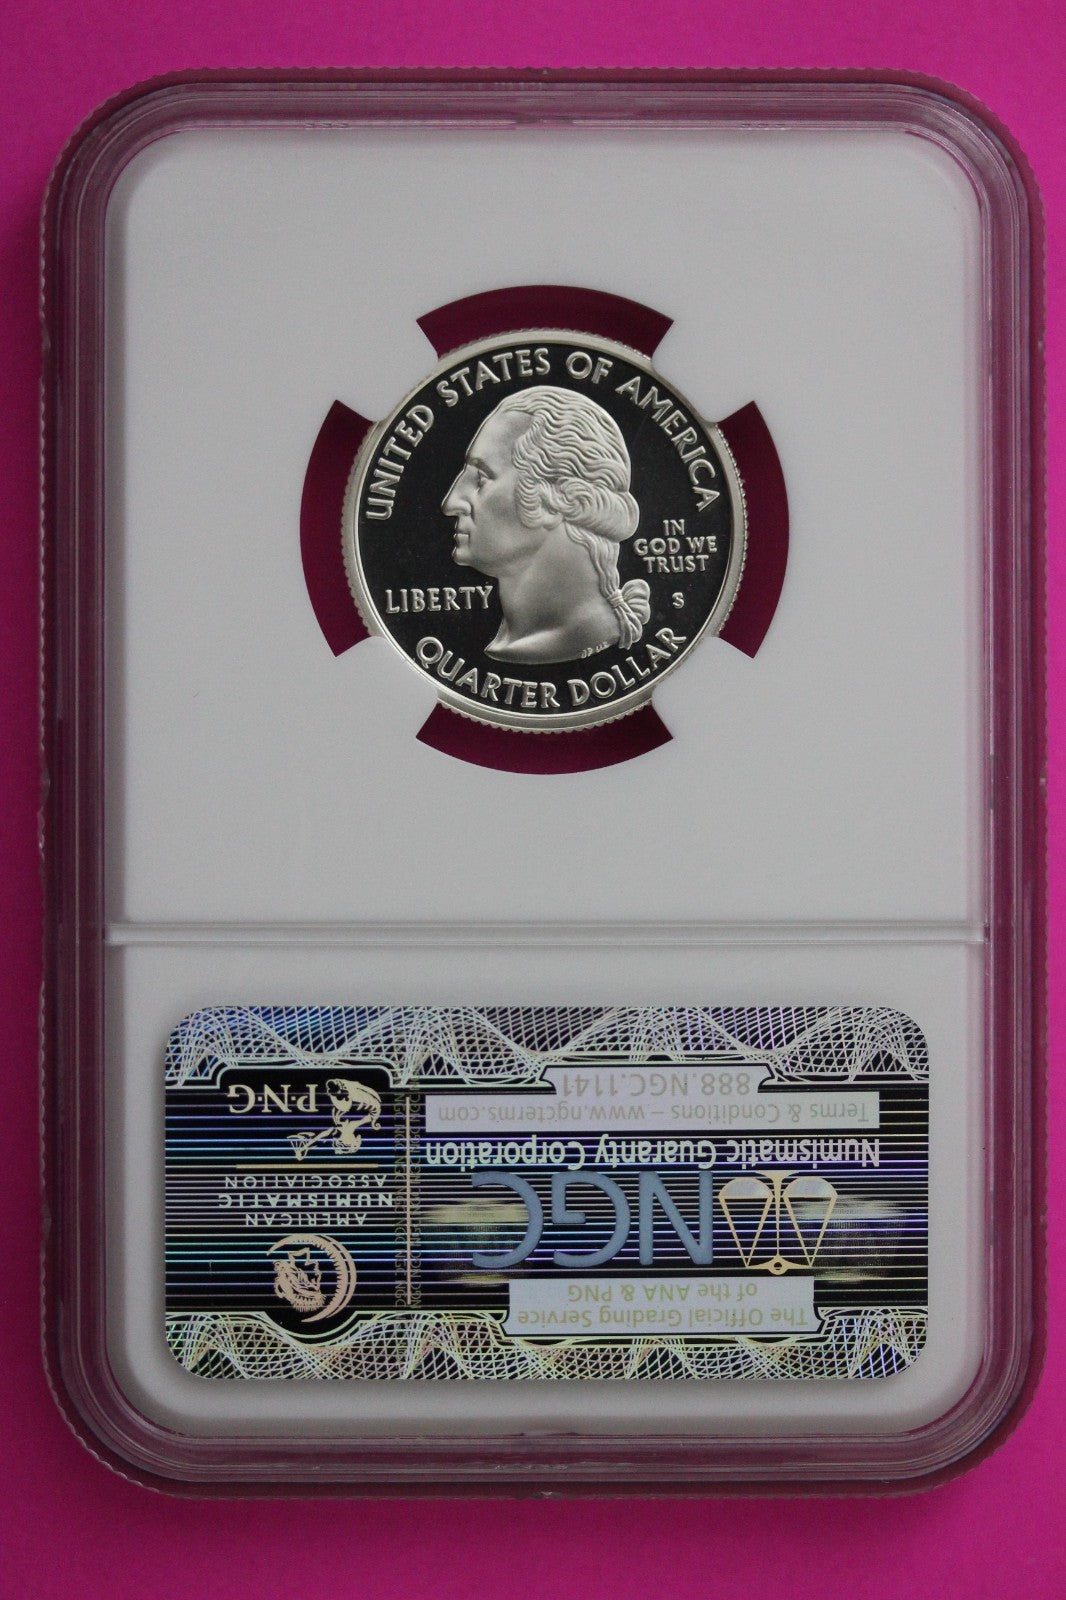 UNITED STATES OF AMERICA
IN
GOD WE
TRUST
LIBERTY
S
QUARTER DOLLAR
The Official Grading Service
of the ANA & PNG
NGC
Numismatic Guaranty Corporation
Terms & Conditions – www.ngcterms.com
888.NGC.1141
AMERICAN
NUMISMATIC
ASSOCIATION
P·N·G